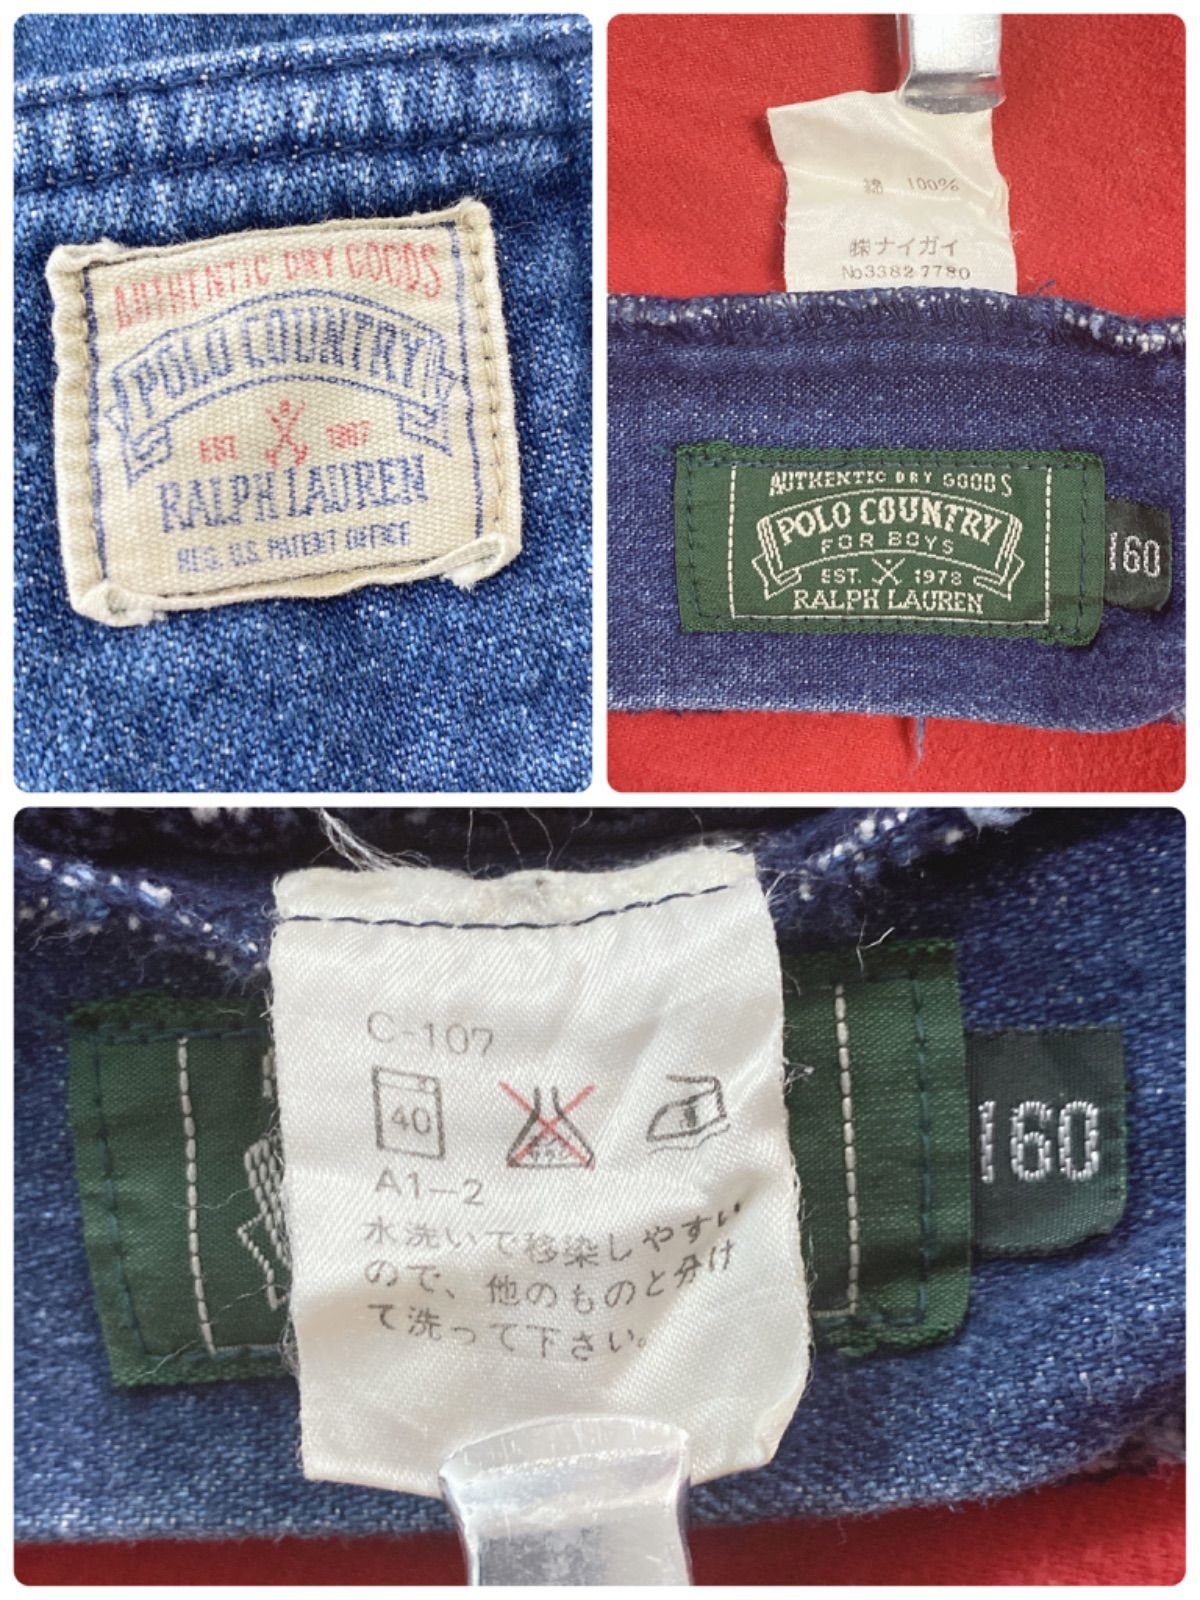 AUTHENTIC DRY GOODS
POLO COUNTRY
EST. 1967
RALPH LAUREN
REG. U.S. PATENT OFFICE
綿 100%
㈱ナイガイ
No3382-7780
AUTHENTIC DRY GOODS
POLO COUNTRY
FOR BOYS
EST. 1978
RALPH LAUREN
160
C-107
40
A1-2
水洗いで移染しやすい
ので、他のものと分け
て洗って下さい。
160